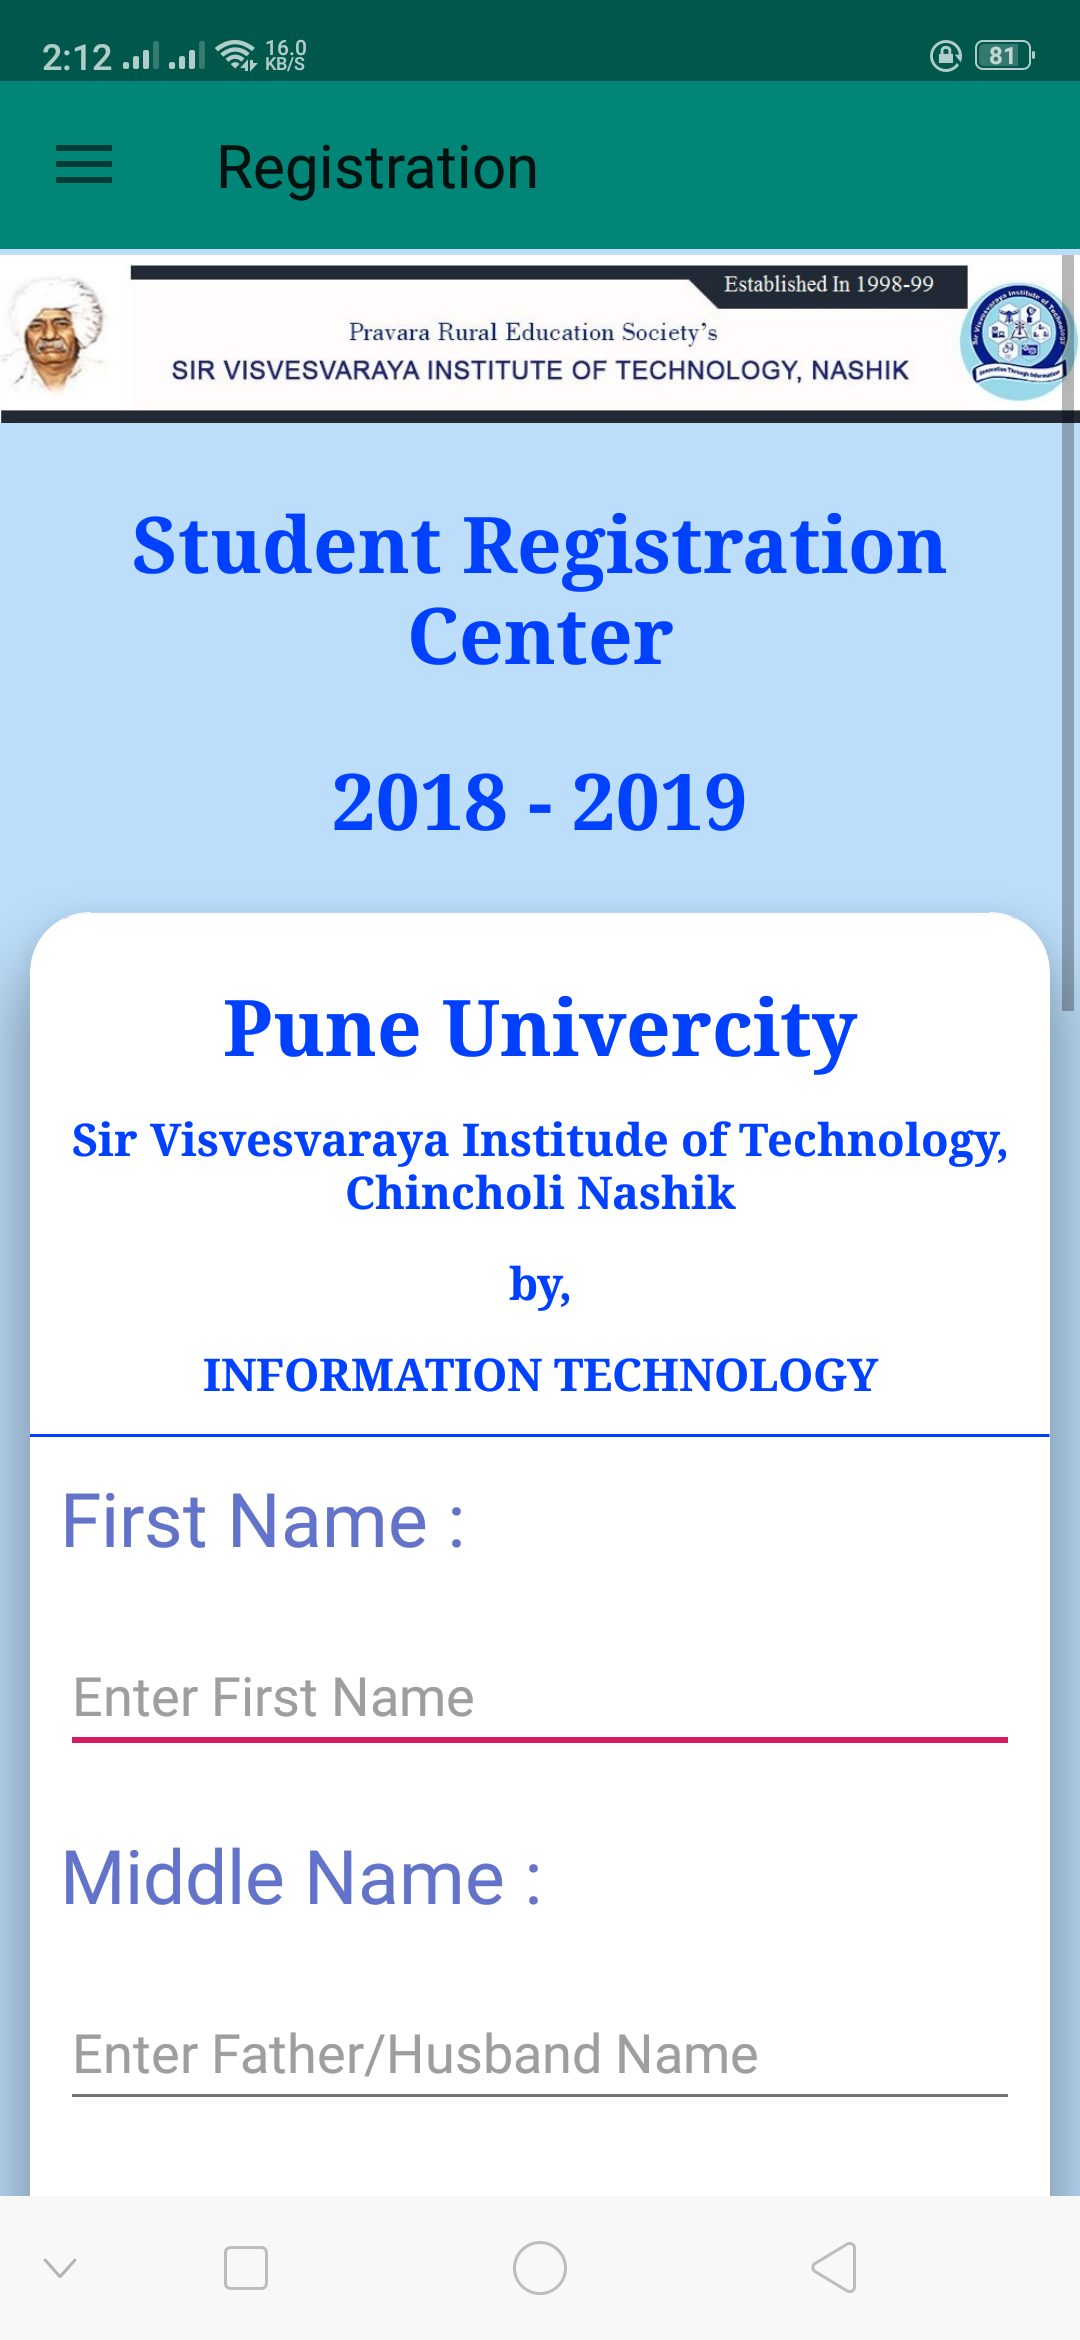 2:12 16.0 KB/S 81
Registration
Established In 1998-99
Pravara Rural Education Society's
SIR VISVESVARAYA INSTITUTE OF TECHNOLOGY, NASHIK
Student Registration
Center
2018 - 2019
Pune Univercity
Sir Visvesvaraya Institude of Technology,
Chincholi Nashik
by,
INFORMATION TECHNOLOGY
First Name :
Enter First Name
Middle Name :
Enter Father/Husband Name